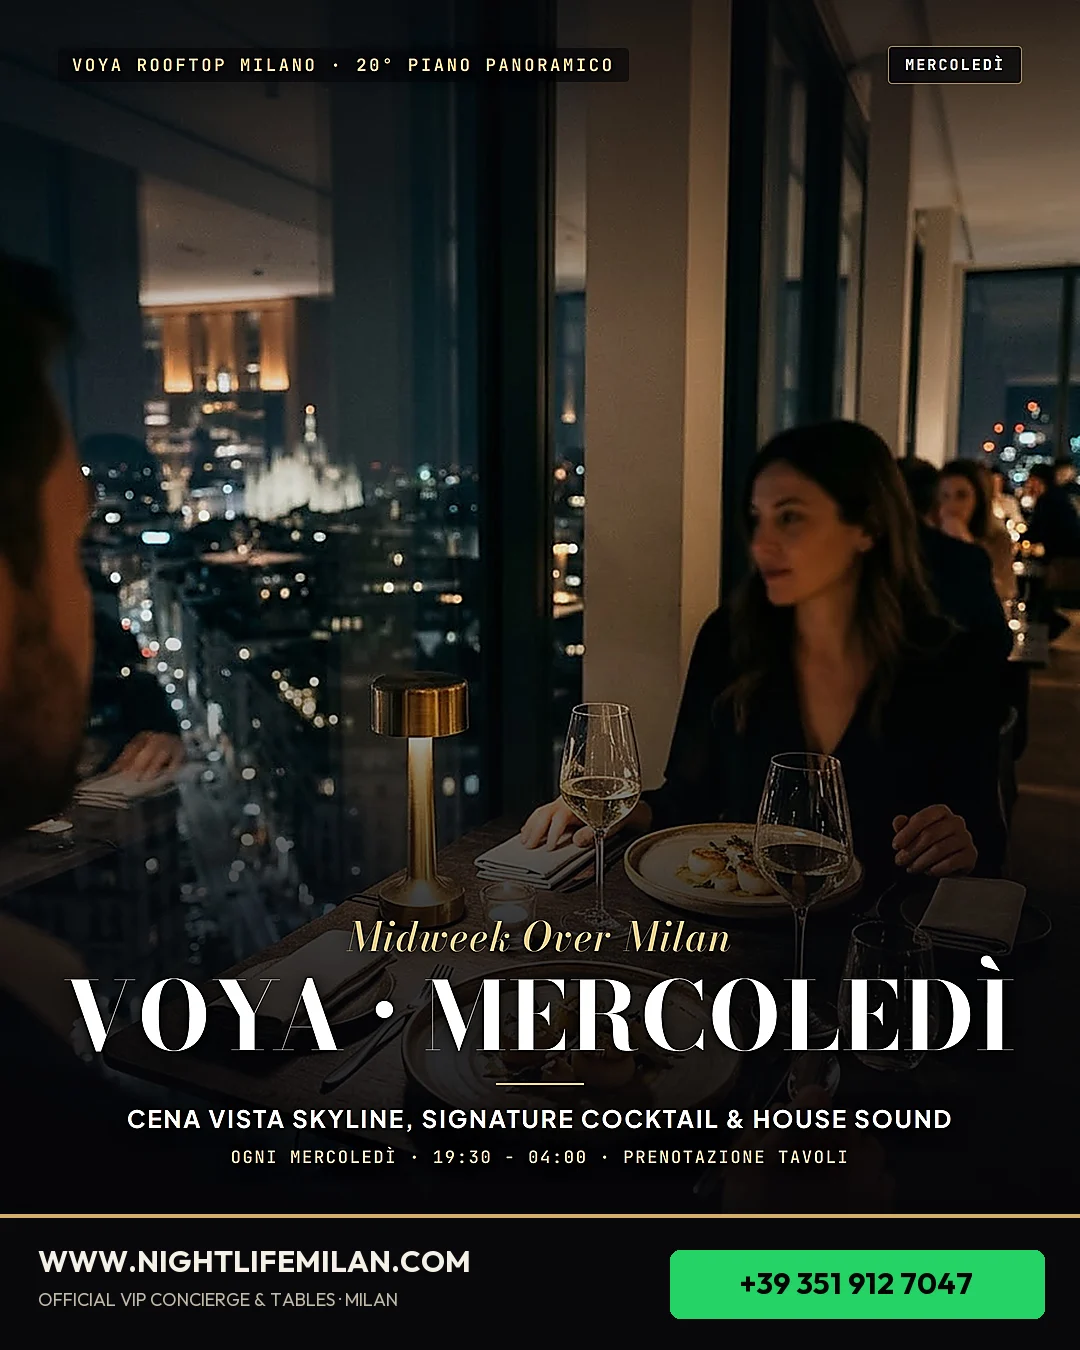 VOYA ROOFTOP MILANO · 20° PIANO PANORAMICO
MERCOLEDÌ
Midweek Over Milan
VOYA · MERCOLEDÌ
CENA VISTA SKYLINE, SIGNATURE COCKTAIL & HOUSE SOUND
OGNI MERCOLEDÌ · 19:30 - 04:00 · PRENOTAZIONE TAVOLI
WWW.NIGHTLIFEMILAN.COM
OFFICIAL VIP CONCIERGE & TABLES · MILAN
+39 351 912 7047